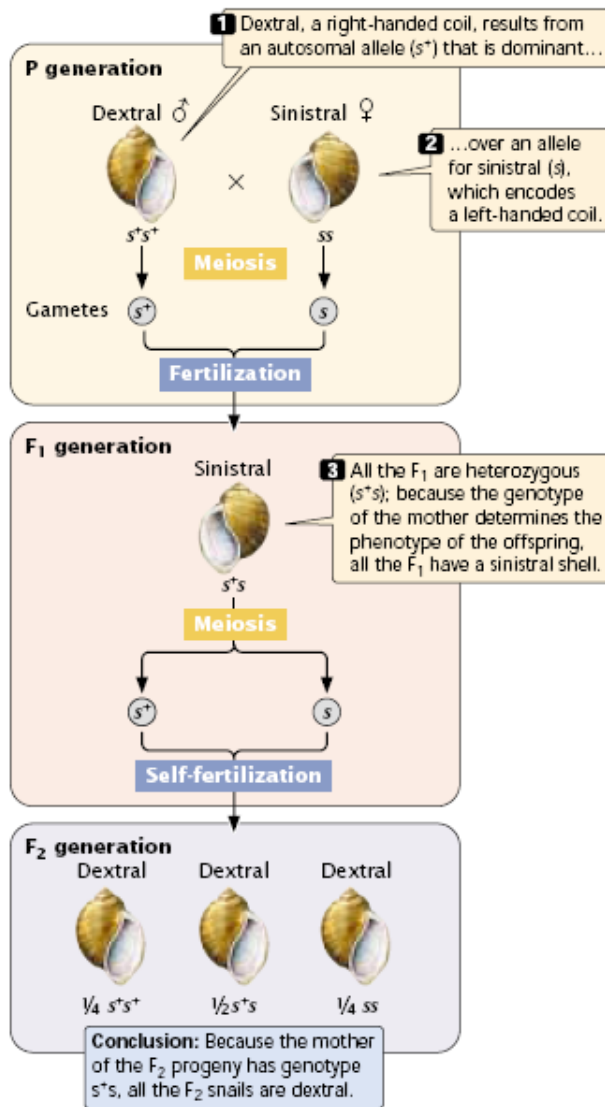 1 Dextral, a right-handed coil, results from
an autosomal allele (s⁺) that is dominant...
P generation
Dextral ♂
Sinistral ♀
2 ...over an allele
for sinistral (s),
which encodes
a left-handed coil.
×
s⁺s⁺
ss
Meiosis
Gametes
s⁺
s
Fertilization
F₁ generation
Sinistral
3 All the F₁ are heterozygous
(s⁺s); because the genotype
of the mother determines the
phenotype of the offspring,
all the F₁ have a sinistral shell.
s⁺s
Meiosis
s⁺
s
Self-fertilization
F₂ generation
Dextral
Dextral
Dextral
¼ s⁺s⁺
½ s⁺s
¼ ss
Conclusion: Because the mother
of the F₂ progeny has genotype
s⁺s, all the F₂ snails are dextral.